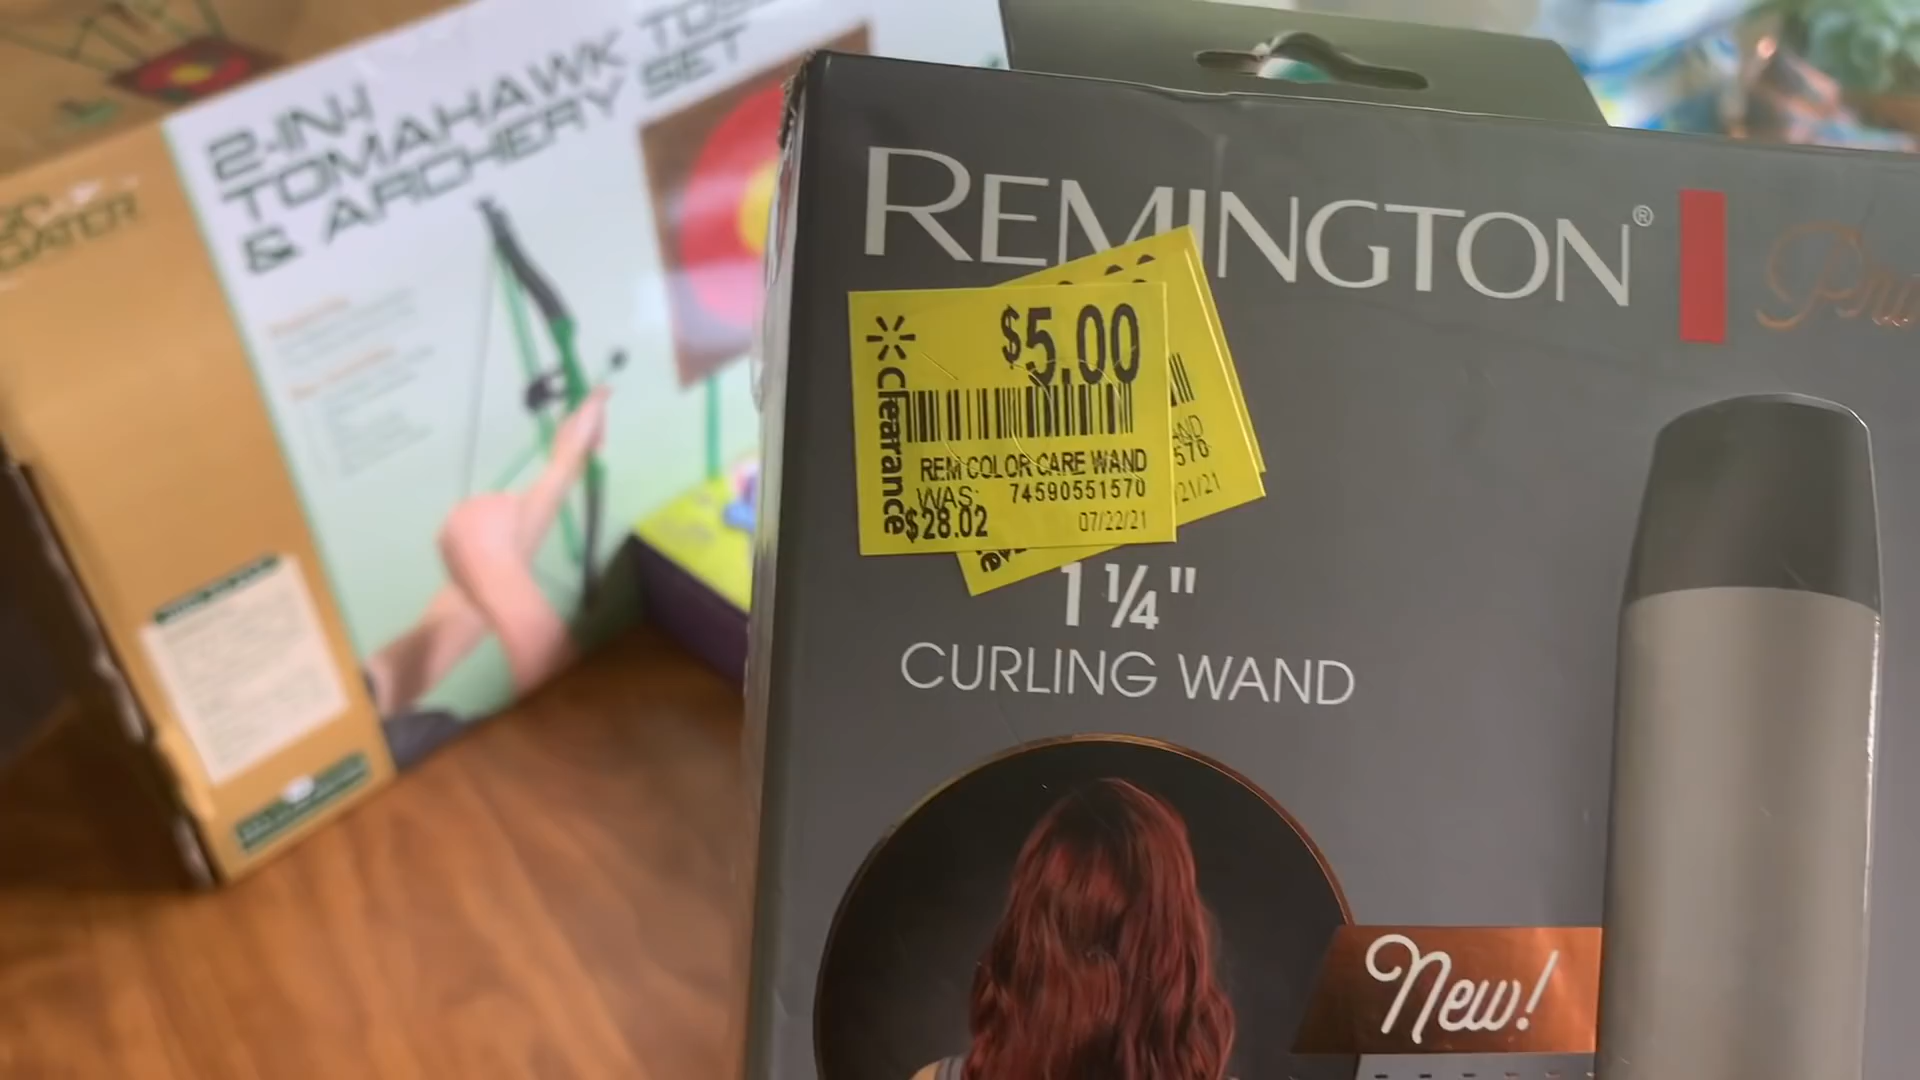 2-IN-1
TOMAHAWK TOSS
& ARCHERY SET
REMINGTON®
$5.00
Clearance
REM COLOR CARE WAND
WAS: 74590551570
$28.02 07/22/21
1 ¼"
CURLING WAND
New!